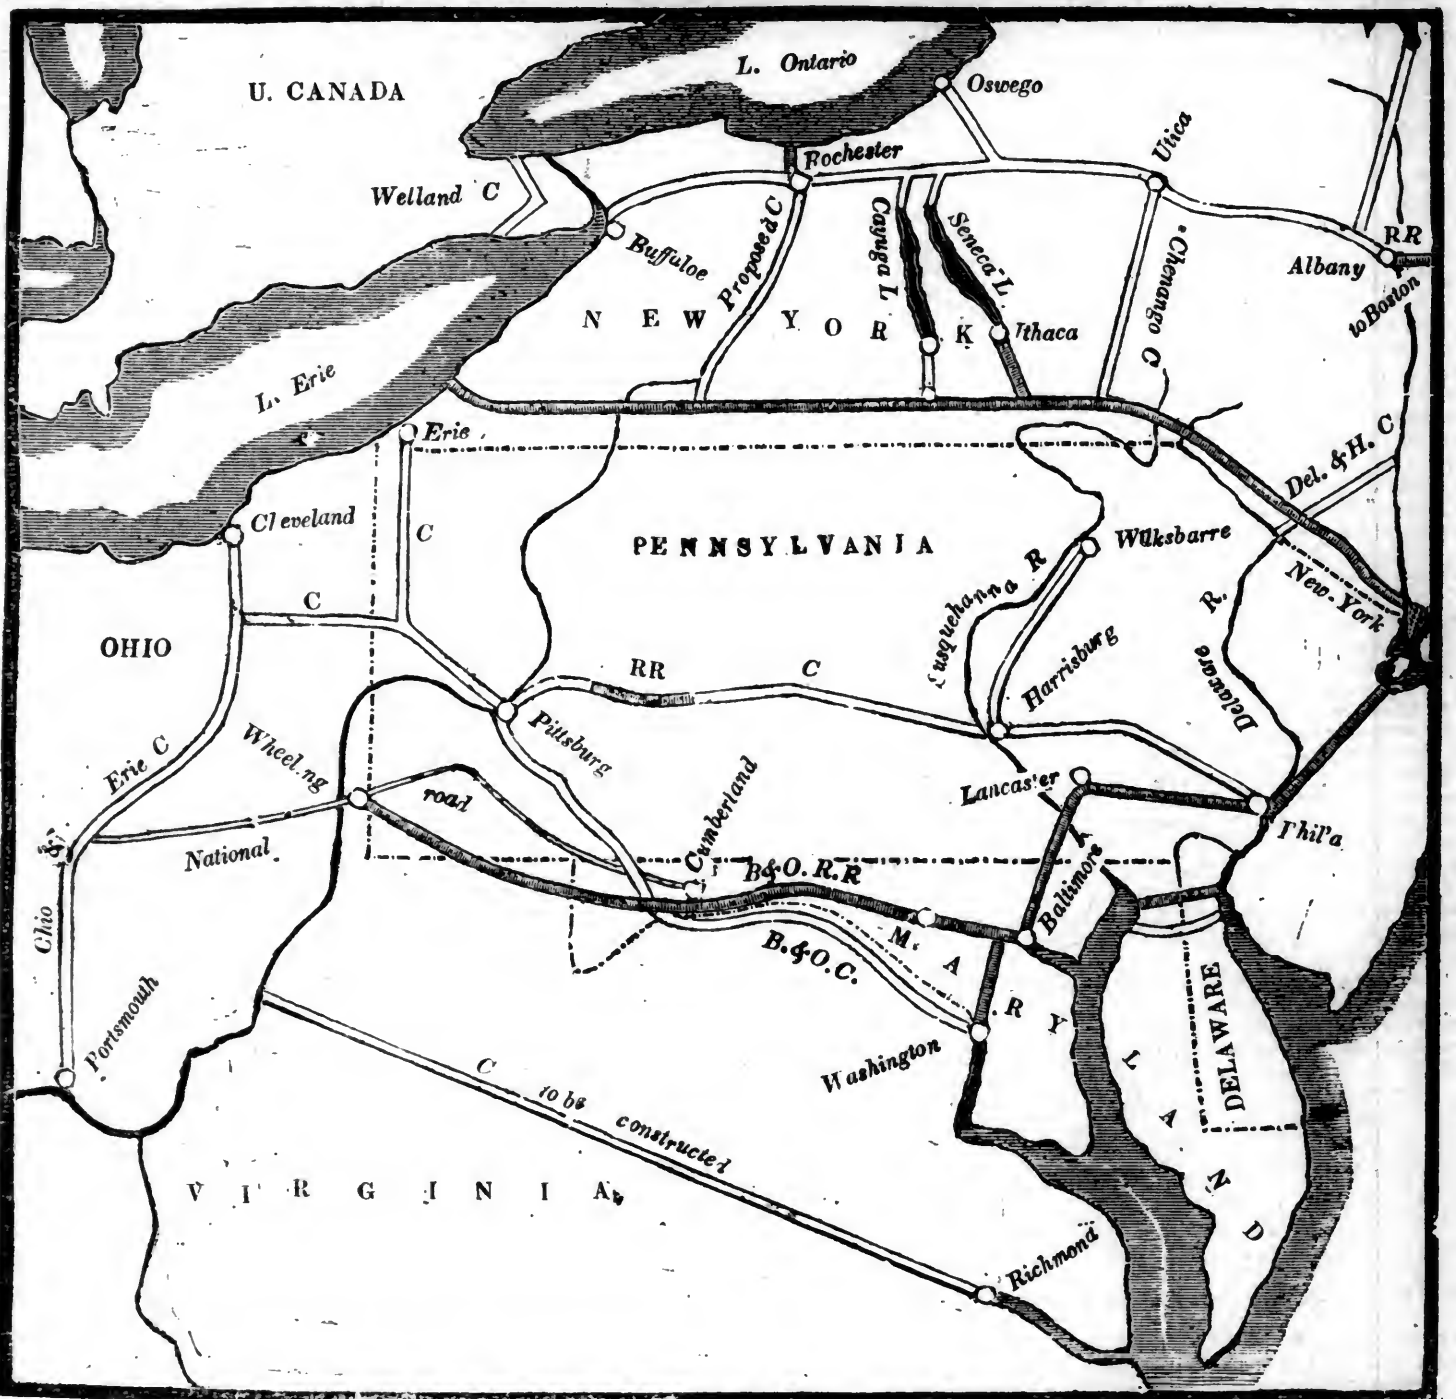 U. CANADA
L. Ontario
Oswego
Utica
Rochester
Welland C
Buffuloe
Proposed C
Cayuga L
Seneca L.
Chenango C
RR
Albany
to Boston
N E W Y O R K
Ithaca
L. Erie
Erie
Del. & H. C
Cleveland
C
PENNSYLVANIA
Wilksbarre
C
New-York
OHIO
Susquehanna R
Harrisburg
Delaware R.
RR
C
Pittsburg
Wheeling
Erie C
Lancaster
Phil'a
National
road
Cumberland
B&O. R. R
Baltimore
&
Ohio
B. & O. C.
M A R Y L A N D
DELAWARE
Portsmouth
Washington
C to be constructed
V I R G I N I A
Richmond